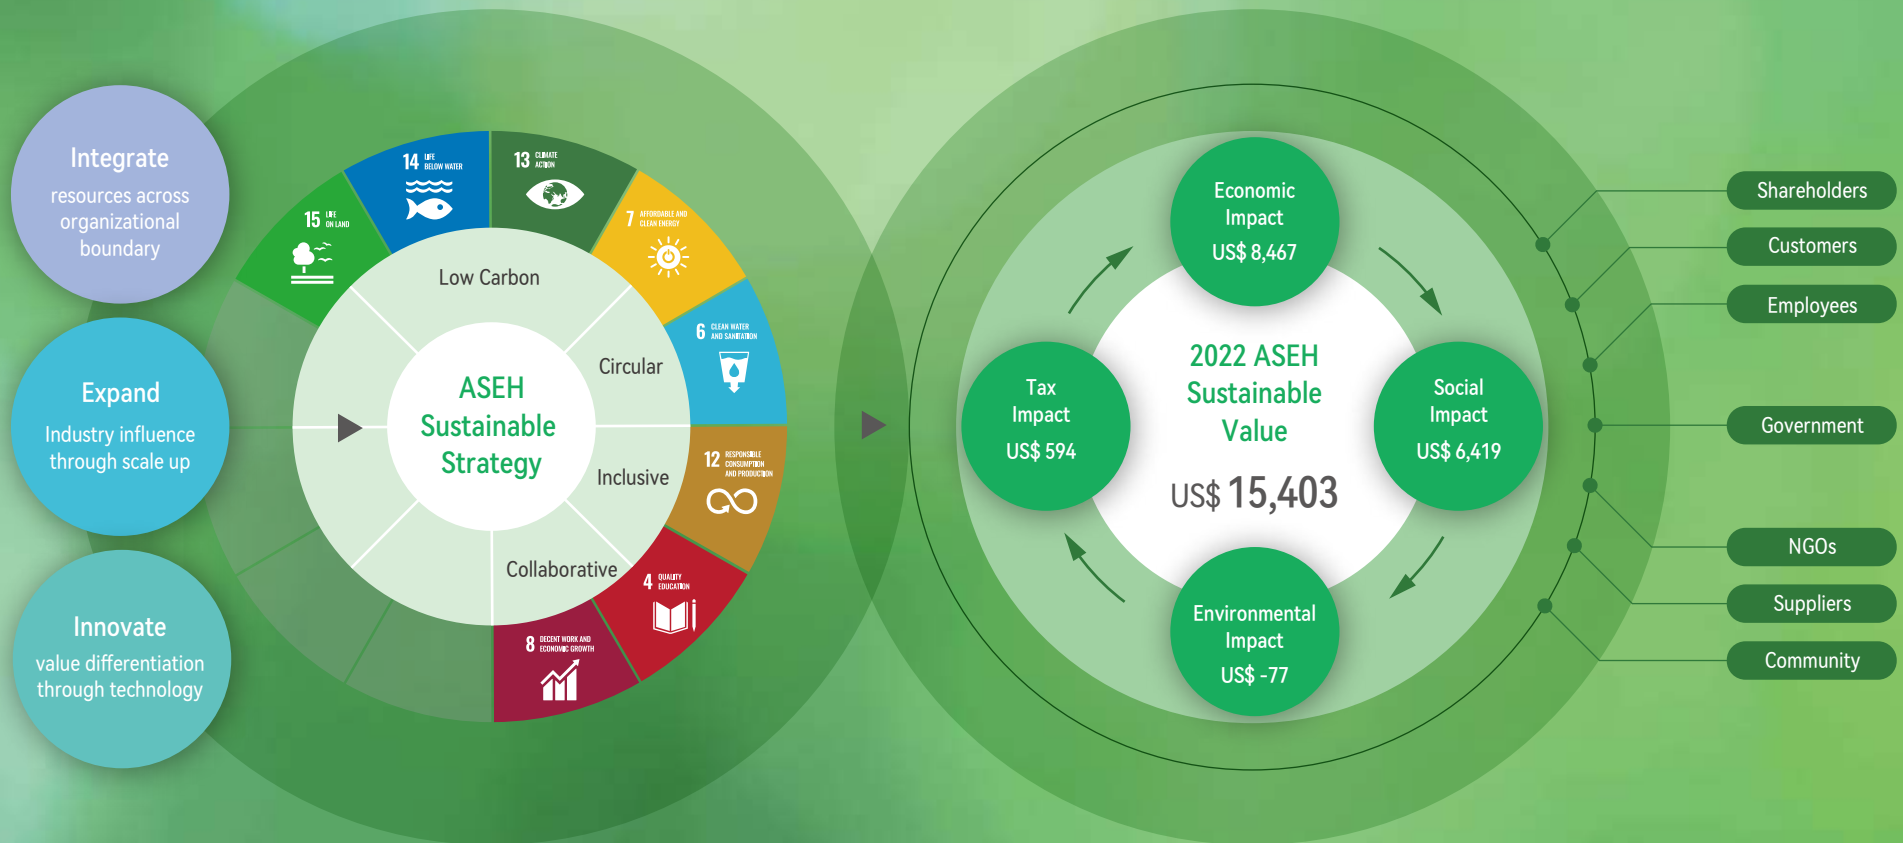 Integrate
resources across
organizational
boundary
Expand
Industry influence
through scale up
Innovate
value differentiation
through technology
15 LIFE
ON LAND
14 LIFE
BELOW WATER
13 CLIMATE
ACTION
7 AFFORDABLE AND
CLEAN ENERGY
6 CLEAN WATER
AND SANITATION
12 RESPONSIBLE
CONSUMPTION
AND PRODUCTION
4 QUALITY
EDUCATION
8 DECENT WORK AND
ECONOMIC GROWTH
Low Carbon
Circular
Inclusive
Collaborative
ASEH
Sustainable
Strategy
Economic
Impact
US$ 8,467
Social
Impact
US$ 6,419
Environmental
Impact
US$ -77
Tax
Impact
US$ 594
2022 ASEH
Sustainable
Value
US$ 15,403
Shareholders
Customers
Employees
Government
NGOs
Suppliers
Community